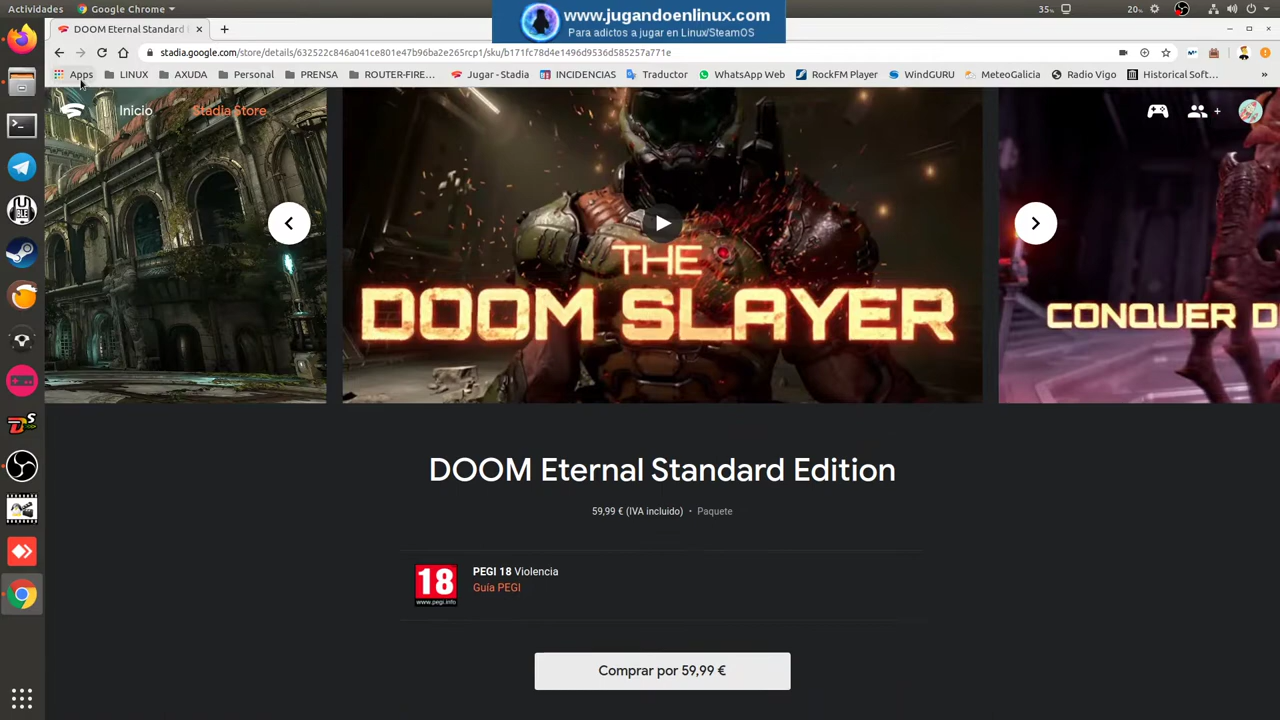 Actividades
Google Chrome
www.jugandoenlinux.com
Para adictos a jugar en Linux/SteamOS
35%
20%
DOOM Eternal Standard
stadia.google.com/store/details/632522c846a041ce801e47b96ba2e265rcp1/sku/b171fc78d4e1496d9536d585257a771e
Apps
LINUX
AXUDA
Personal
PRENSA
ROUTER-FIRE...
Jugar - Stadia
INCIDENCIAS
Traductor
WhatsApp Web
RockFM Player
WindGURU
MeteoGalicia
Radio Vigo
Historical Soft...
»
Inicio
Stadia Store
THE
DOOM SLAYER
CONQUER D
DOOM Eternal Standard Edition
59,99 € (IVA incluido) • Paquete
18
www.pegi.info
PEGI 18 Violencia
Guía PEGI
Comprar por 59,99 €